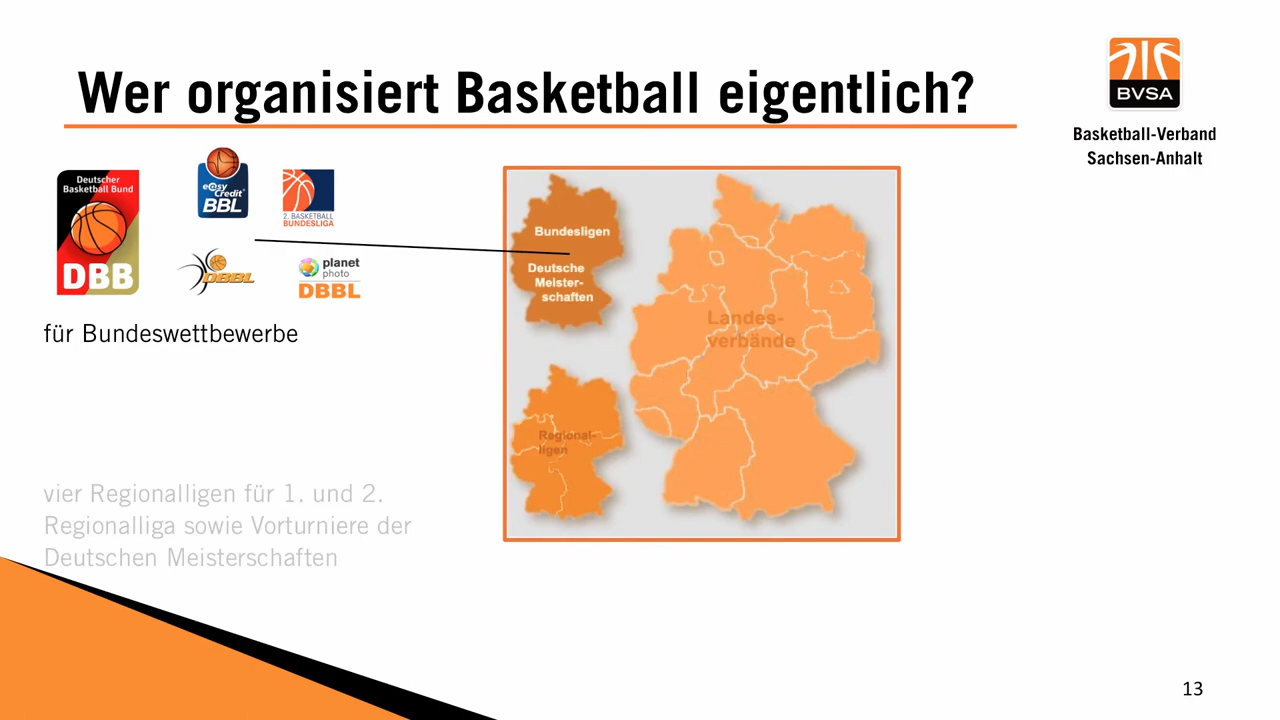 Wer organisiert Basketball eigentlich?
BVSA
Basketball-Verband
Sachsen-Anhalt
Deutscher
Basketball Bund
DBB
easy
Credit
BBL
2. BASKETBALL
BUNDESLIGA
DBBL
planet
photo
DBBL
für Bundeswettbewerbe
Bundesligen
Deutsche
Meister-
schaften
Landes-
verbände
Regional-
ligen
vier Regionalligen für 1. und 2.
Regionalliga sowie Vorturniere der
Deutschen Meisterschaften
13